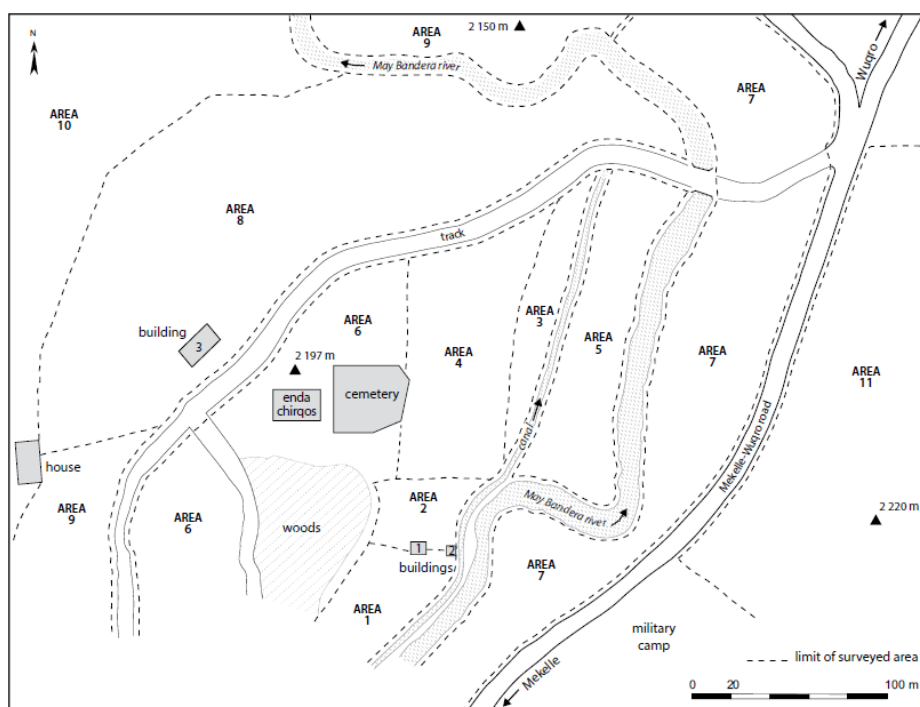 N
AREA
9
2 150 m
May Bandera river
Wuqro
AREA
7
AREA
10
AREA
8
track
AREA
3
AREA
6
AREA
5
AREA
4
building
3
2 197 m
AREA
7
AREA
11
enda
chirqos
cemetery
canal
Mekelle-Wuqro road
house
AREA
9
AREA
6
woods
AREA
2
May Bandera river
2 220 m
1
2
buildings
AREA
7
AREA
1
military
camp
limit of surveyed area
Mekelle
0 20 100 m